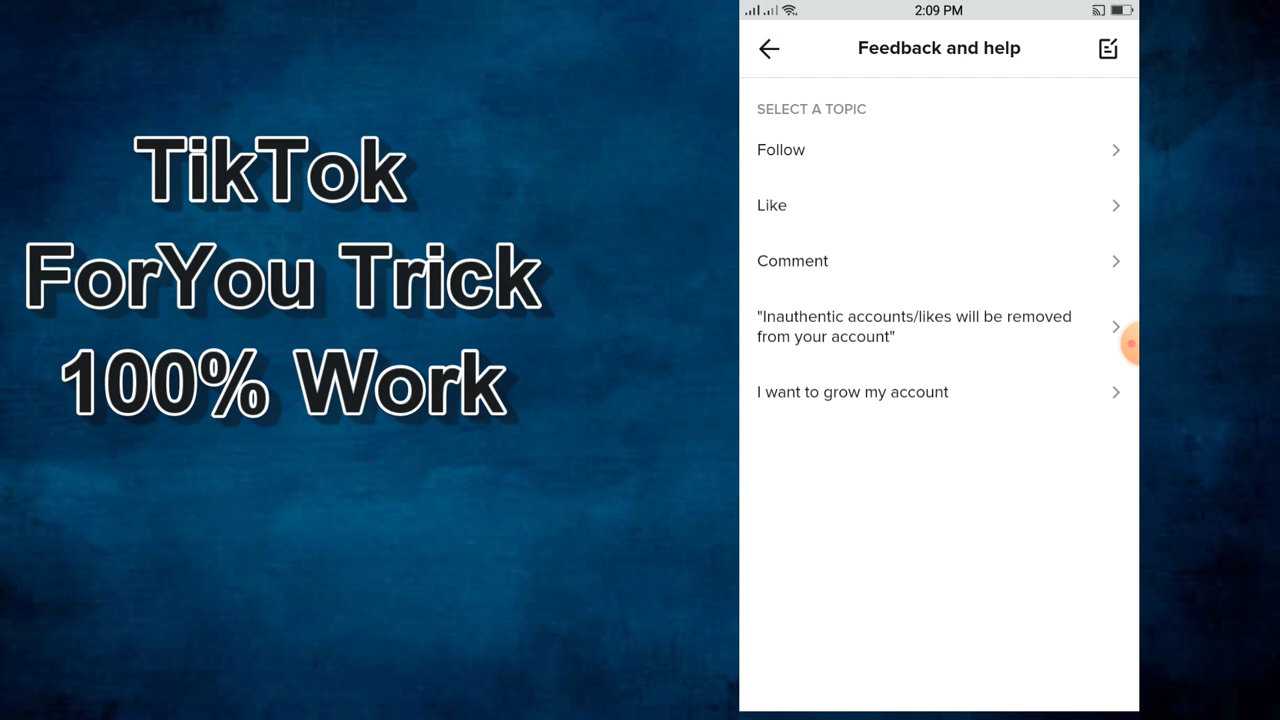 TikTok
ForYou Trick
100% Work
2:09 PM
Feedback and help
SELECT A TOPIC
Follow
Like
Comment
"Inauthentic accounts/likes will be removed
from your account"
I want to grow my account